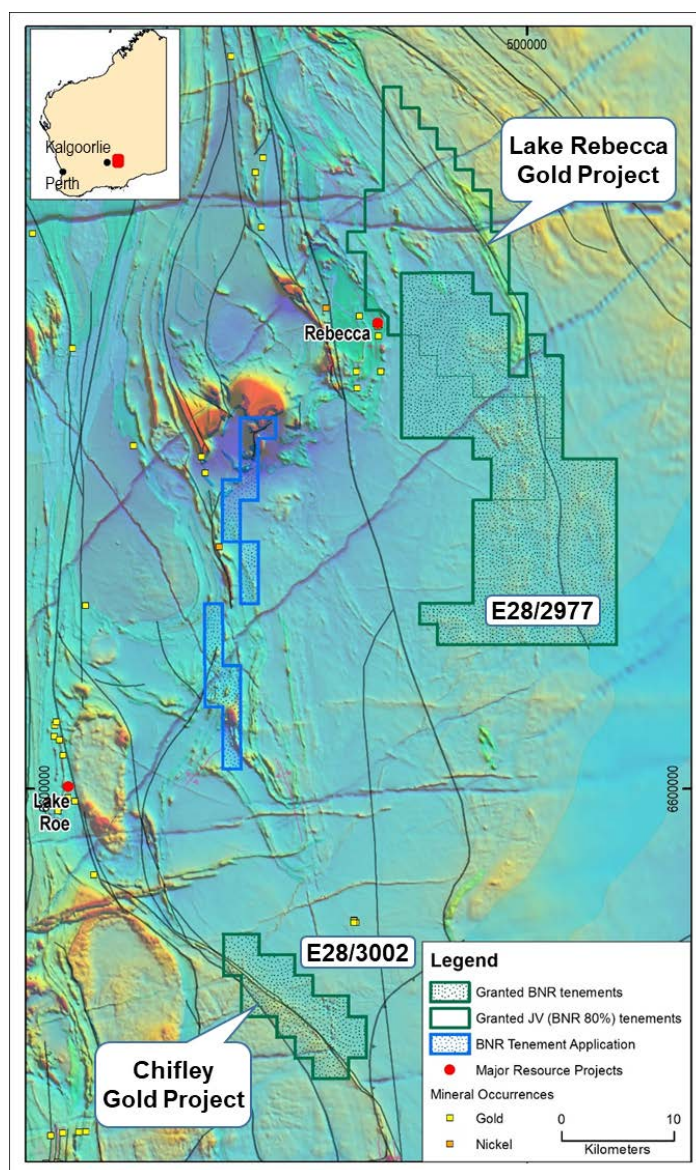 500000
Kalgoorlie
Perth
Lake Rebecca
Gold Project
Rebecca
E28/2977
6600000
6600000
Lake
Roe
E28/3002
Chifley
Gold Project
Legend
Granted BNR tenements
Granted JV (BNR 80%) tenements
BNR Tenement Application
Major Resource Projects
Mineral Occurrences
Gold
Nickel
0 10
Kilometers